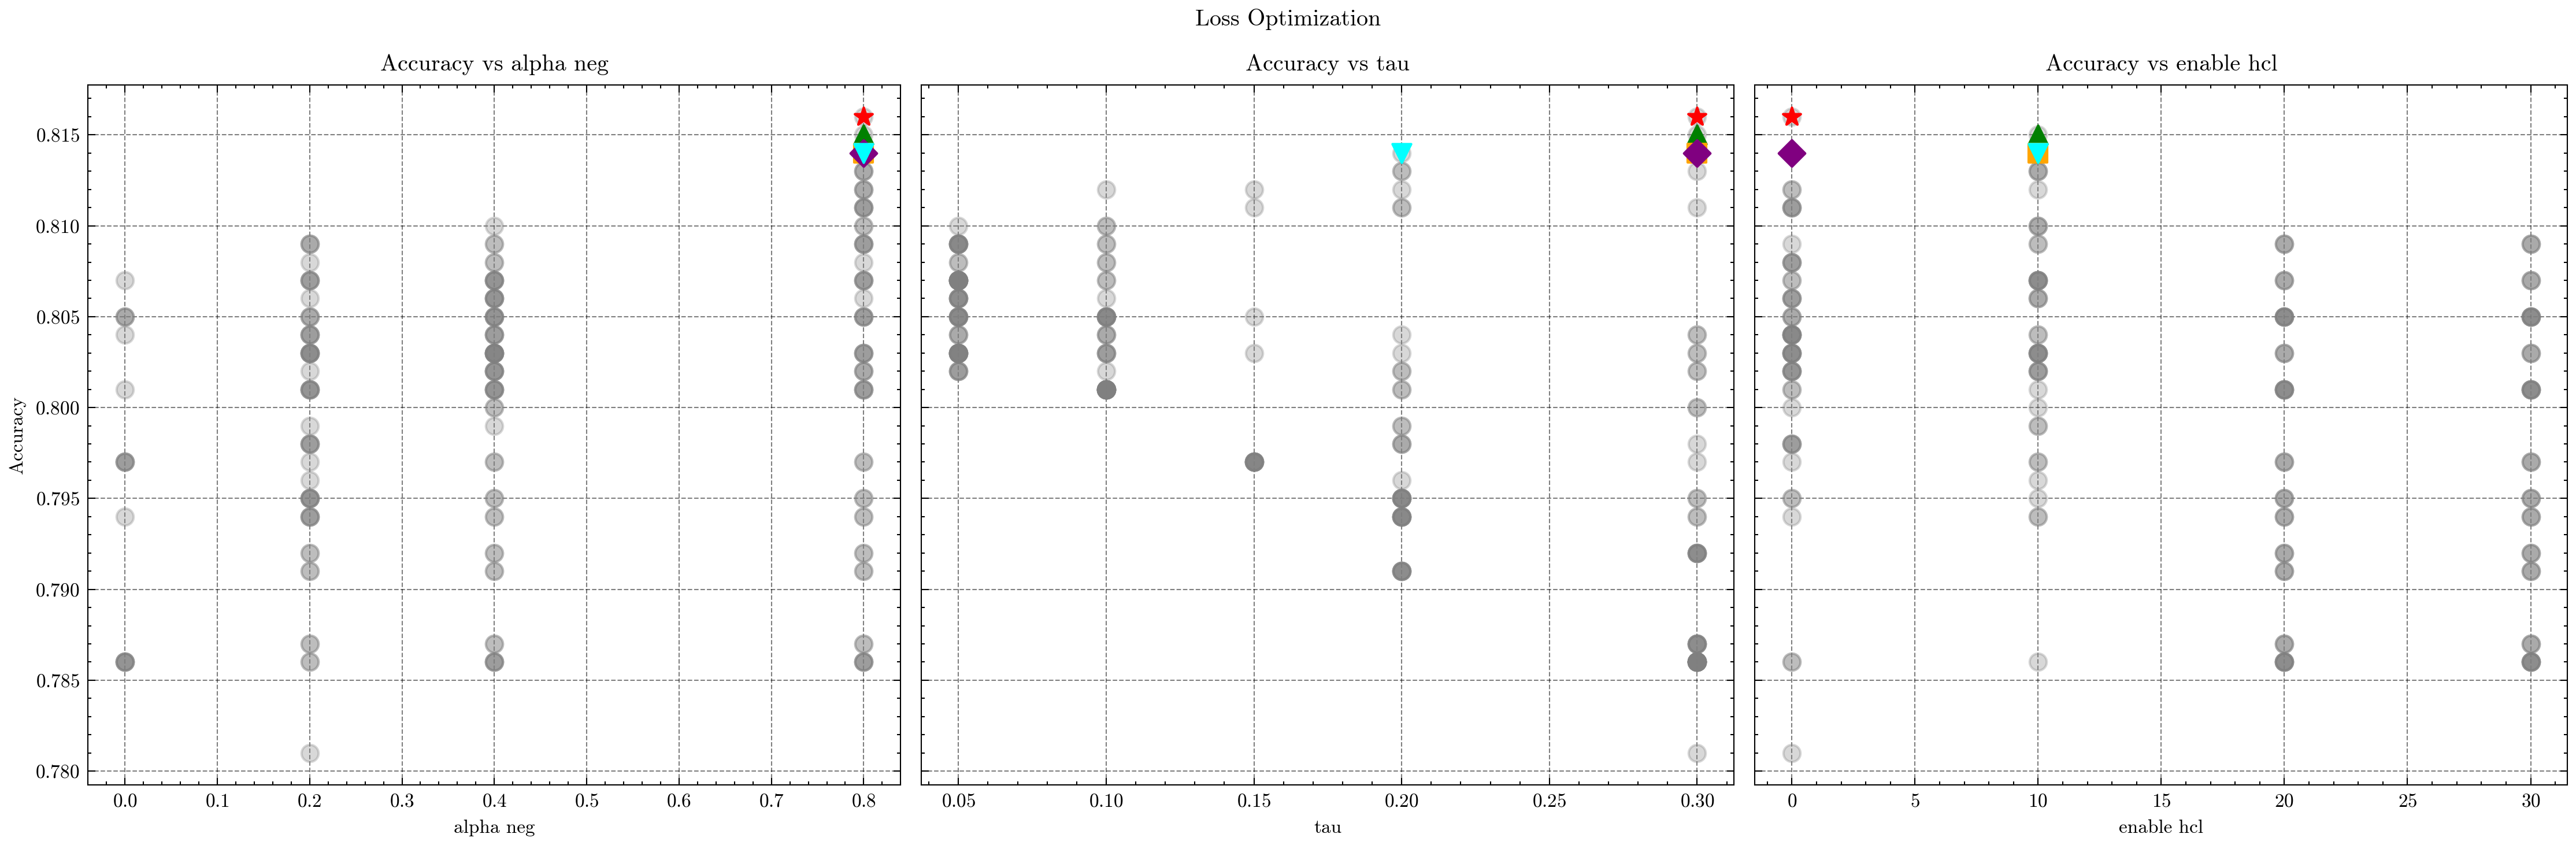 Loss Optimization
Accuracy vs alpha neg
Accuracy vs tau
Accuracy vs enable hcl
Accuracy
0.815
0.810
0.805
0.800
0.795
0.790
0.785
0.780
0.0 0.1 0.2 0.3 0.4 0.5 0.6 0.7 0.8
alpha neg
0.05 0.10 0.15 0.20 0.25 0.30
tau
0 5 10 15 20 25 30
enable hcl